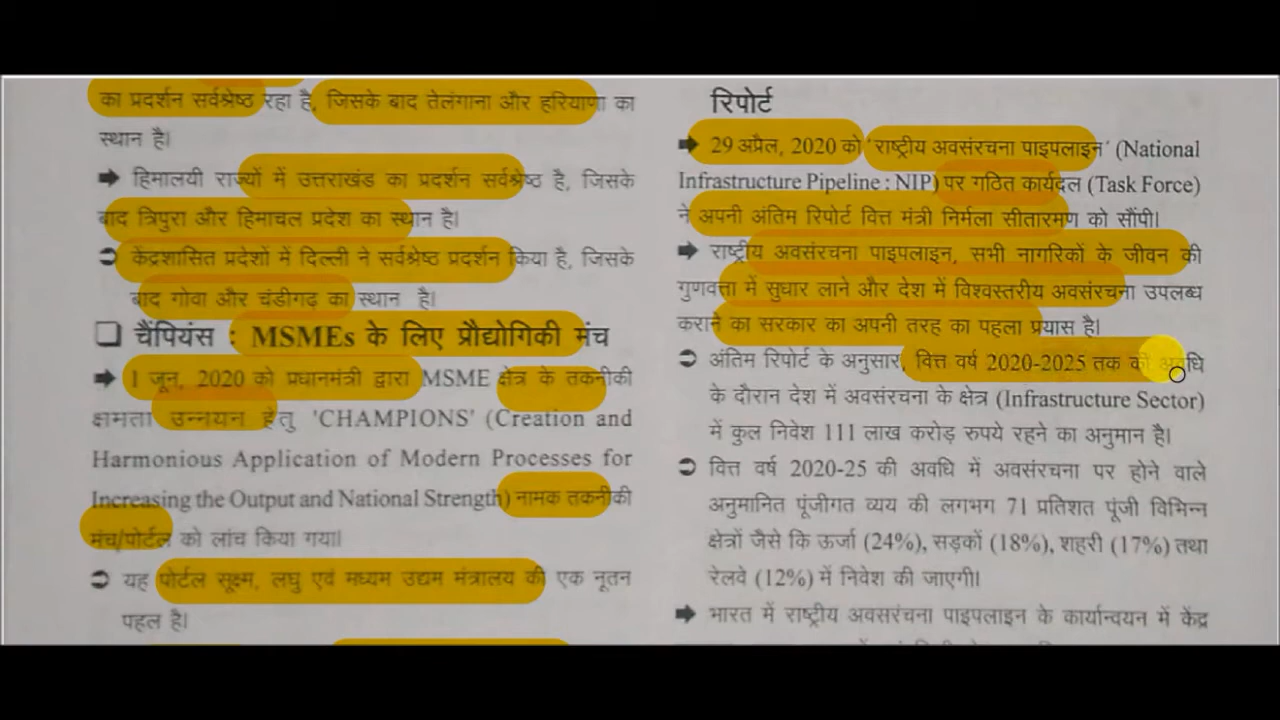 का प्रदर्शन सर्वश्रेष्ठ रहा है, जिसके बाद तेलंगाना और हरियाणा का
स्थान है।
➡ हिमालयी राज्यों में उत्तराखंड का प्रदर्शन सर्वश्रेष्ठ है, जिसके
बाद त्रिपुरा और हिमाचल प्रदेश का स्थान है।
➲ केंद्रशासित प्रदेशों में दिल्ली ने सर्वश्रेष्ठ प्रदर्शन किया है, जिसके
बाद गोवा और चंडीगढ़ का स्थान है।
❑ चैंपियंस : MSMEs के लिए प्रौद्योगिकी मंच
➡ 1 जून, 2020 को प्रधानमंत्री द्वारा MSME क्षेत्र के तकनीकी
क्षमता उन्नयन हेतु 'CHAMPIONS' (Creation and
Harmonious Application of Modern Processes for
Increasing the Output and National Strength) नामक तकनीकी
मंच/पोर्टल को लांच किया गया।
➲ यह पोर्टल सूक्ष्म, लघु एवं मध्यम उद्यम मंत्रालय की एक नूतन
पहल है।
रिपोर्ट
➡ 29 अप्रैल, 2020 को 'राष्ट्रीय अवसंरचना पाइपलाइन' (National
Infrastructure Pipeline : NIP) पर गठित कार्यदल (Task Force)
ने अपनी अंतिम रिपोर्ट वित्त मंत्री निर्मला सीतारमण को सौंपी।
➡ राष्ट्रीय अवसंरचना पाइपलाइन, सभी नागरिकों के जीवन की
गुणवत्ता में सुधार लाने और देश में विश्वस्तरीय अवसंरचना उपलब्ध
कराने का सरकार का अपनी तरह का पहला प्रयास है।
➲ अंतिम रिपोर्ट के अनुसार, वित्त वर्ष 2020-2025 तक की अवधि
के दौरान देश में अवसंरचना के क्षेत्र (Infrastructure Sector)
में कुल निवेश 111 लाख करोड़ रुपये रहने का अनुमान है।
➲ वित्त वर्ष 2020-25 की अवधि में अवसंरचना पर होने वाले
अनुमानित पूंजीगत व्यय की लगभग 71 प्रतिशत पूंजी विभिन्न
क्षेत्रों जैसे कि ऊर्जा (24%), सड़कों (18%), शहरी (17%) तथा
रेलवे (12%) में निवेश की जाएगी।
➡ भारत में राष्ट्रीय अवसंरचना पाइपलाइन के कार्यान्वयन में केंद्र